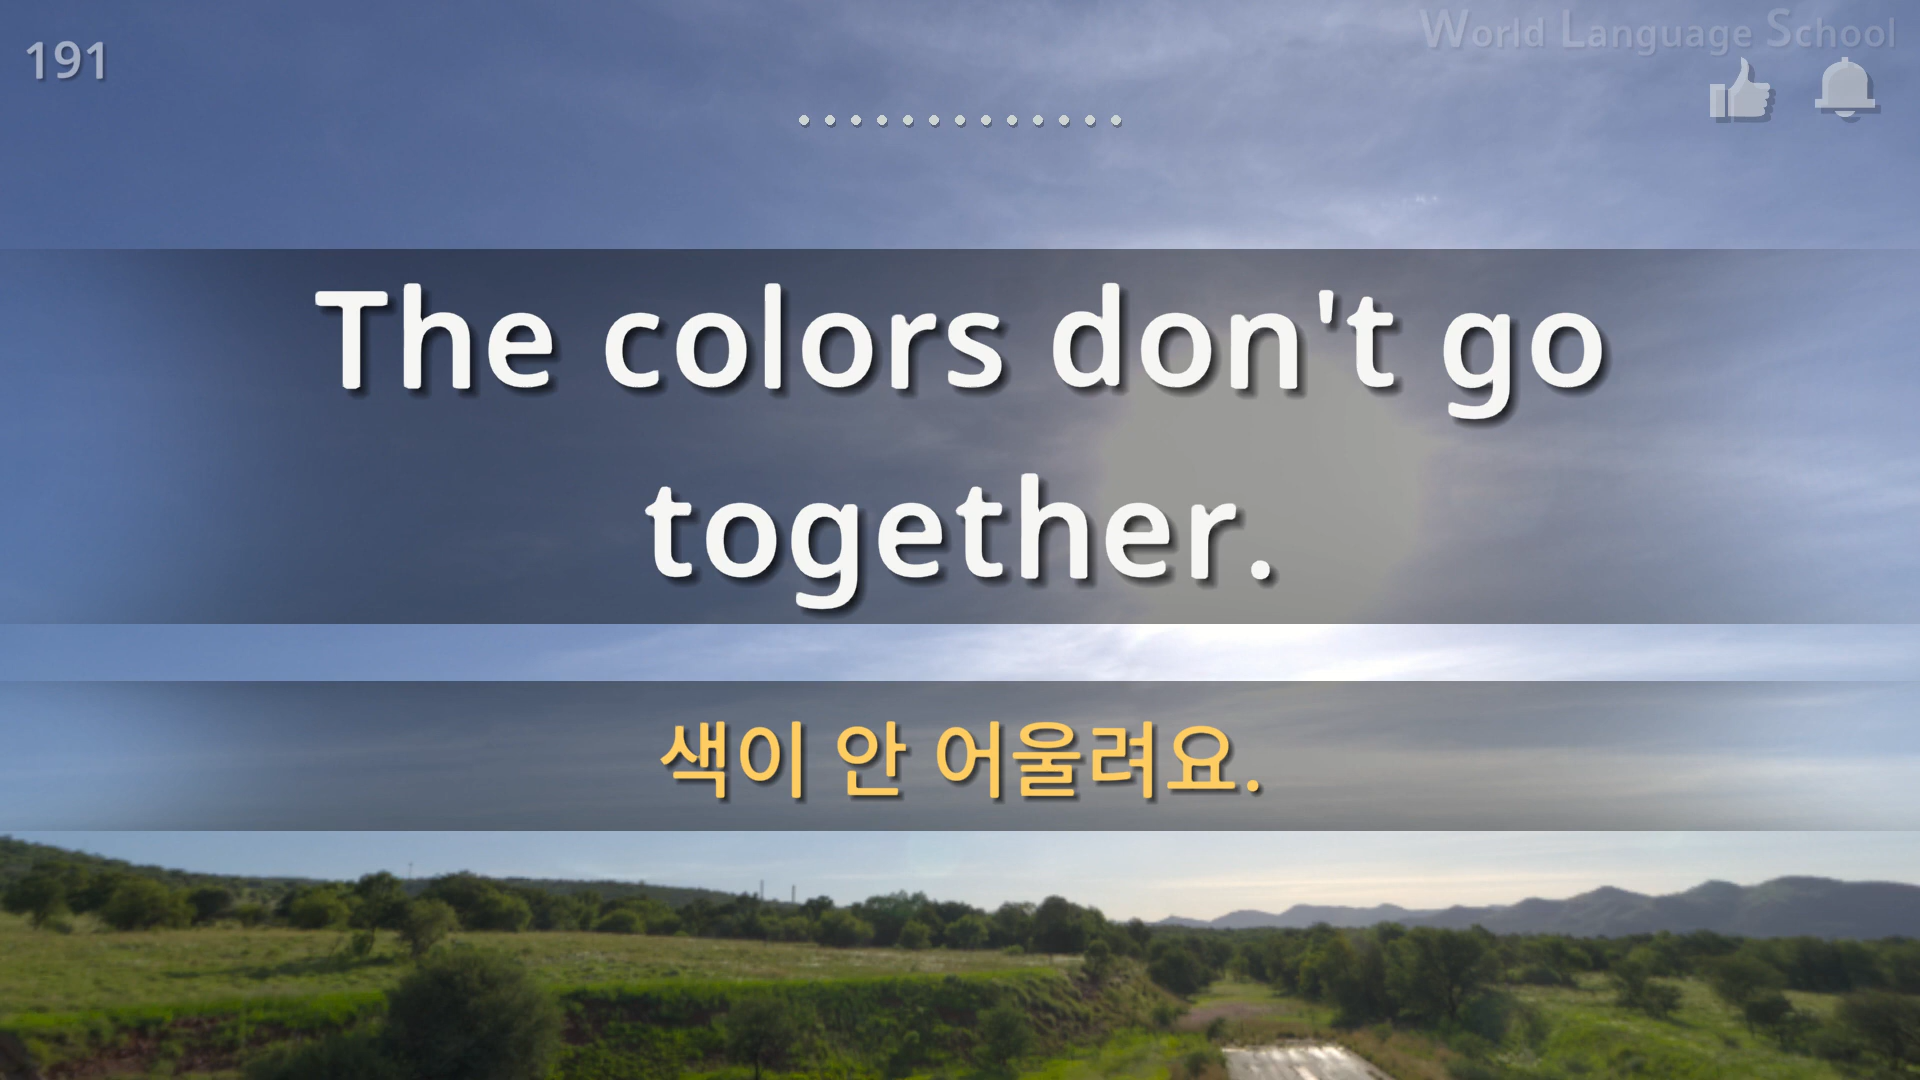 World Language School
191
The colors don't go
together.
색이 안 어울려요.